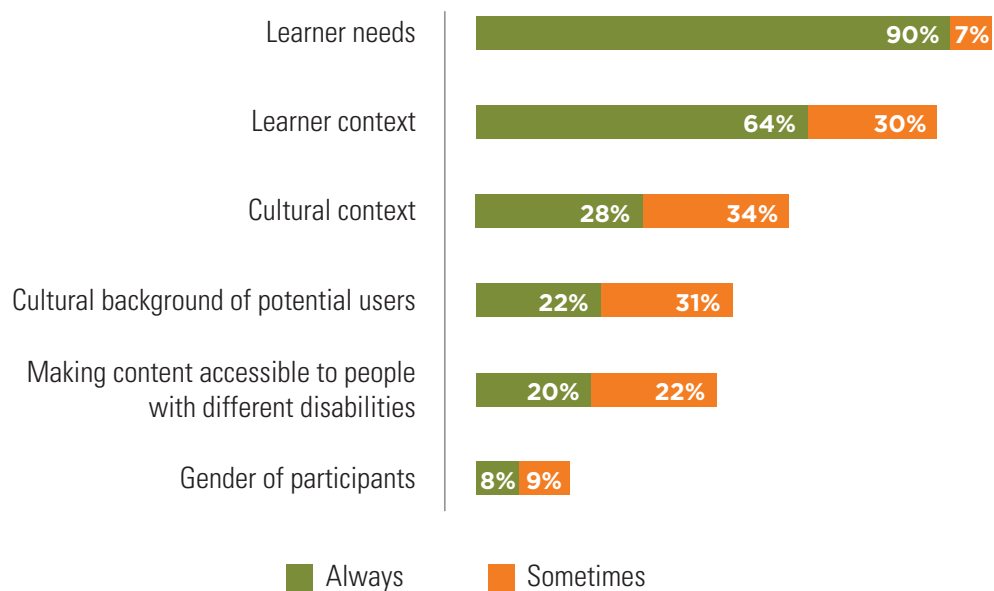 Learner needs
90% 7%
Learner context
64% 30%
Cultural context
28% 34%
Cultural background of potential users
22% 31%
Making content accessible to people
with different disabilities
20% 22%
Gender of participants
8% 9%
Always
Sometimes